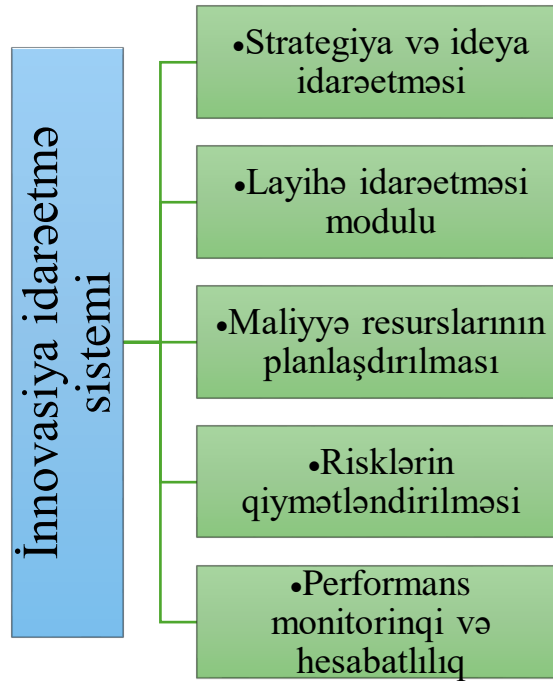 İnnovasiya idarəetmə
sistemi
•Strategiya və ideya
idarəetməsi
•Layihə idarəetməsi
modulu
•Maliyyə resurslarının
planlaşdırılması
•Risklərin
qiymətləndirilməsi
•Performans
monitorinqi və
hesabatlılıq